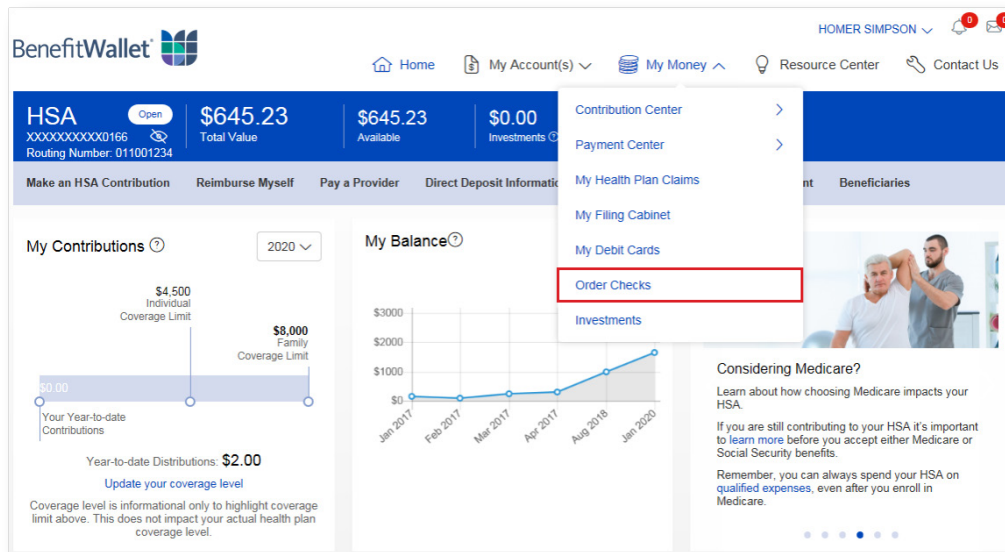 HOMER SIMPSON
0
0
BenefitWallet
Home
My Account(s)
My Money
Resource Center
Contact Us
HSA
Open
XXXXXXXXXX0166
Routing Number: 011001234
$645.23
Total Value
$645.23
Available
$0.00
Investments
Contribution Center
Payment Center
My Health Plan Claims
My Filing Cabinet
My Debit Cards
Order Checks
Investments
Make an HSA Contribution
Reimburse Myself
Pay a Provider
Direct Deposit
Beneficiaries
My Contributions ?
2020
$4,500
Individual
Coverage Limit
$8,000
Family
Coverage Limit
$0.00
Your Year-to-date
Contributions
Year-to-date Distributions: $2.00
Update your coverage level
Coverage level is informational only to highlight coverage
limit above. This does not impact your actual health plan
coverage level.
My Balance ?
$3000
$2000
$1000
$0
Jan 2017
Feb 2017
Mar 2017
Apr 2017
Aug 2018
Jan 2020
Considering Medicare?
Learn about how choosing Medicare impacts your
HSA.
If you are still contributing to your HSA it's important
to learn more before you accept either Medicare or
Social Security benefits.
Remember, you can always spend your HSA on
qualified expenses, even after you enroll in
Medicare.